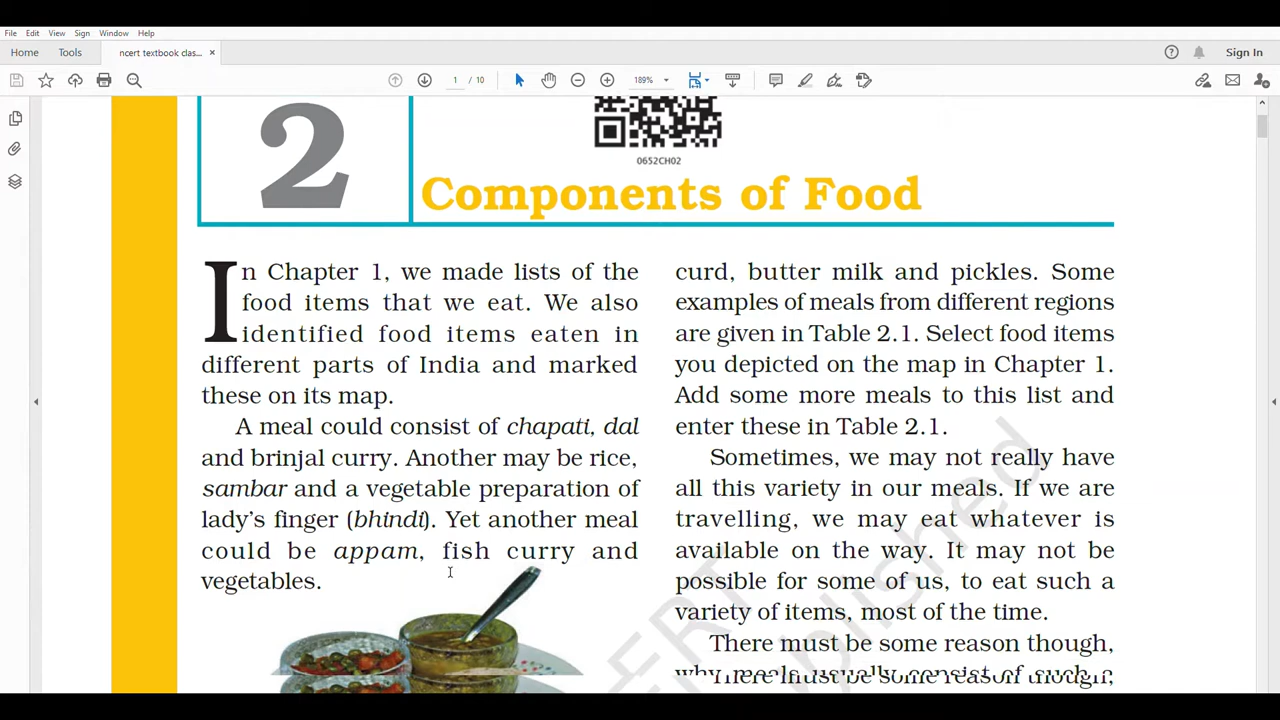 File Edit View Sign Window Help
Home Tools ncert textbook clas... × Sign In
1 / 10 189%
2
0652CH02
Components of Food
In Chapter 1, we made lists of the
food items that we eat. We also
identified food items eaten in
different parts of India and marked
these on its map.
A meal could consist of chapati, dal
and brinjal curry. Another may be rice,
sambar and a vegetable preparation of
lady's finger (bhindi). Yet another meal
could be appam, fish curry and
vegetables.
curd, butter milk and pickles. Some
examples of meals from different regions
are given in Table 2.1. Select food items
you depicted on the map in Chapter 1.
Add some more meals to this list and
enter these in Table 2.1.
Sometimes, we may not really have
all this variety in our meals. If we are
travelling, we may eat whatever is
available on the way. It may not be
possible for some of us, to eat such a
variety of items, most of the time.
There must be some reason though,